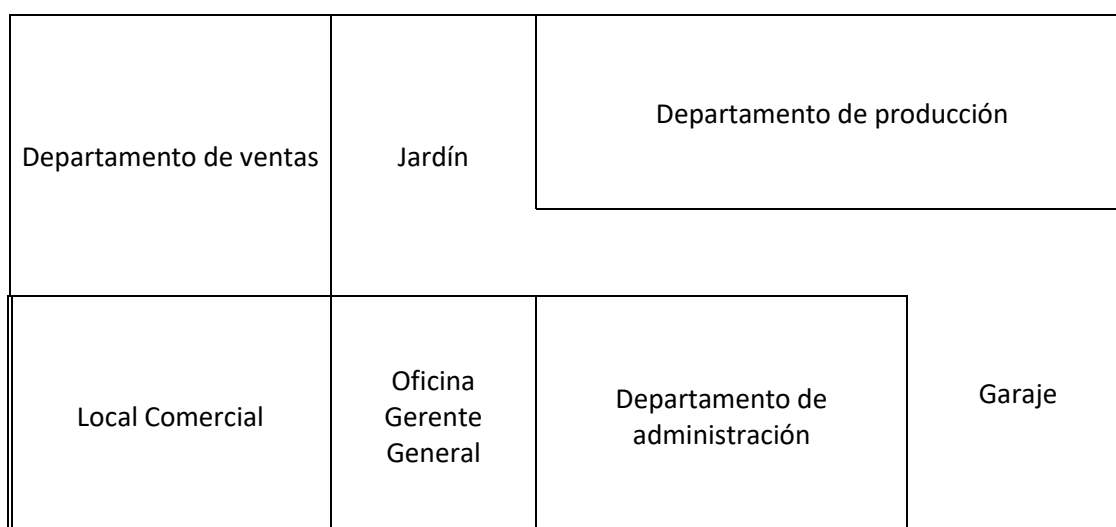 Departamento de ventas
Jardín
Departamento de producción
Local Comercial
Oficina
Gerente
General
Departamento de
administración
Garaje